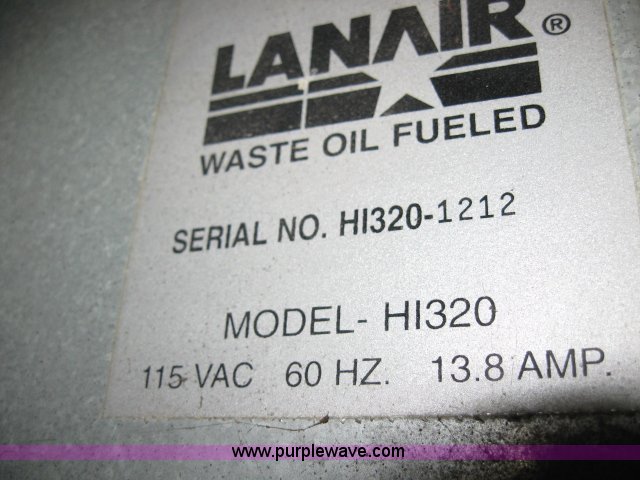 LANAIR®
WASTE OIL FUELED
SERIAL NO. HI320-1212
MODEL- HI320
115 VAC 60 HZ. 13.8 AMP.
www.purplewave.com